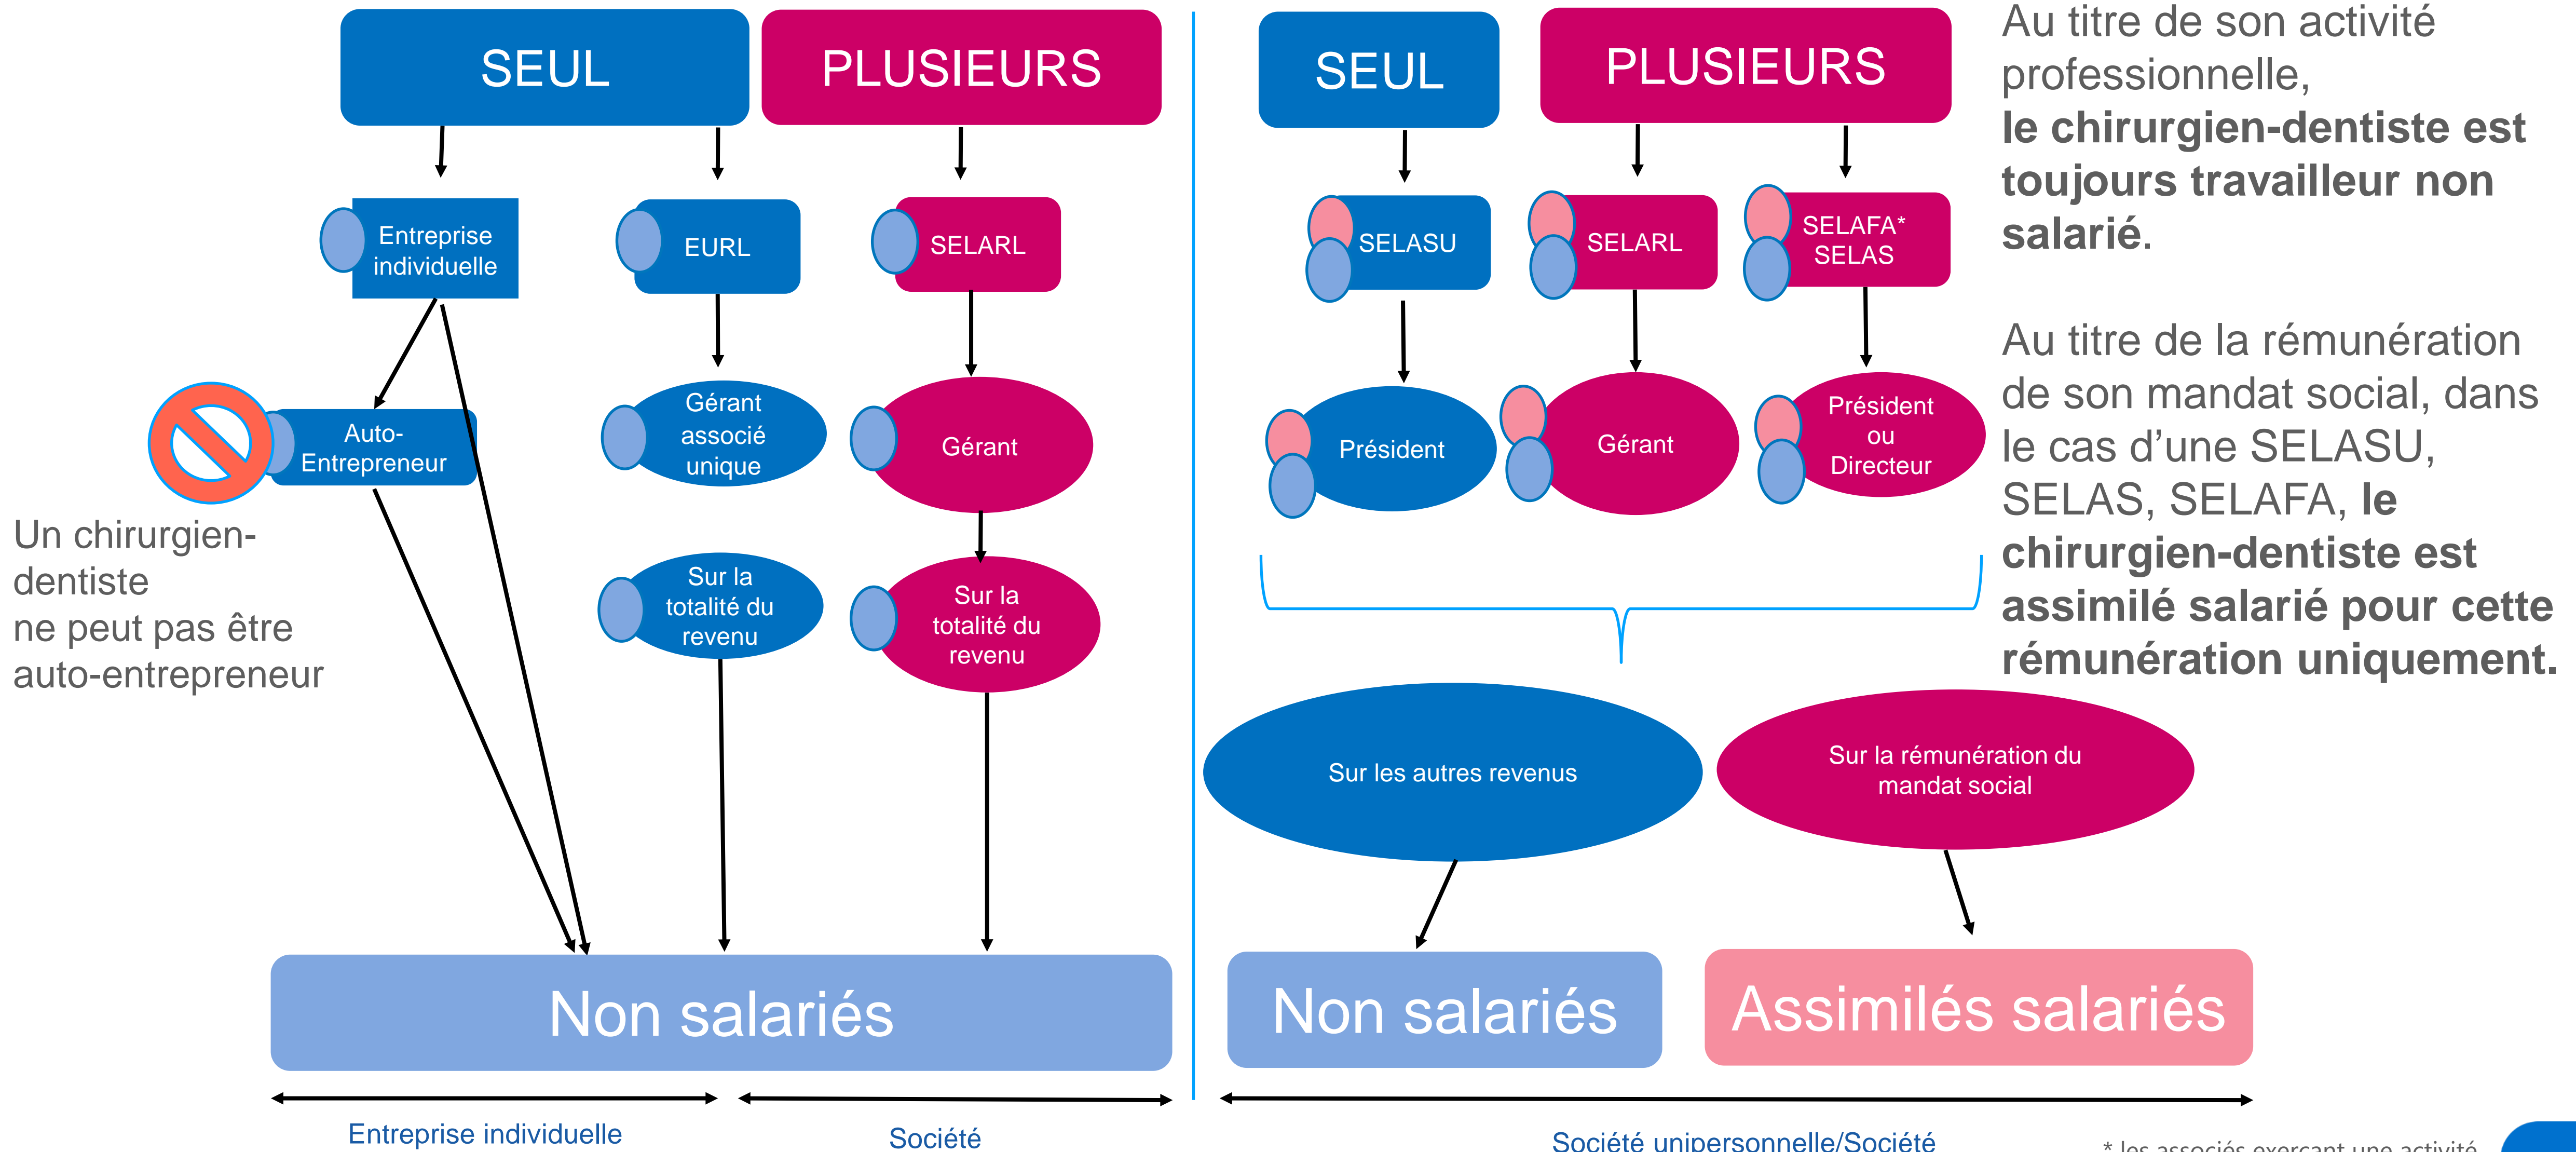 SEUL
PLUSIEURS
Entreprise
individuelle
EURL
SELARL
Auto-
Entrepreneur
Gérant
associé
unique
Gérant
Un chirurgien-
dentiste
ne peut pas être
auto-entrepreneur
Sur la
totalité du
revenu
Sur la
totalité du
revenu
Non salariés
Entreprise individuelle
Société
SEUL
PLUSIEURS
SELASU
SELARL
SELAFA*
SELAS
Président
Gérant
Président
ou
Directeur
Sur les autres revenus
Sur la rémunération du
mandat social
Non salariés
Assimilés salariés
Société unipersonnelle/Société
Au titre de son activité
professionnelle,
le chirurgien-dentiste est
toujours travailleur non
salarié.
Au titre de la rémunération
de son mandat social, dans
le cas d’une SELASU,
SELAS, SELAFA, le
chirurgien-dentiste est
assimilé salarié pour cette
rémunération uniquement.
* les associés exerçant une activité